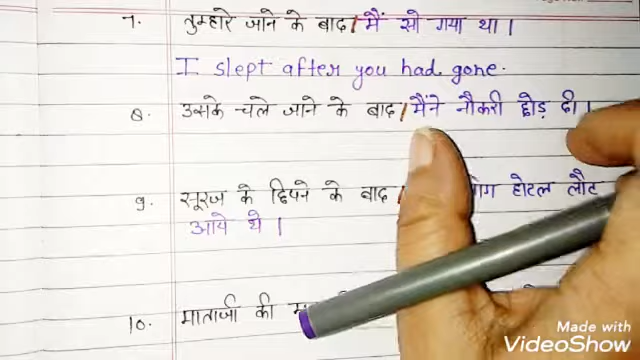 7. तुम्हारे जाने के बाद / मैं सो गया था ।
I slept after you had gone.
8. उसके चले जाने के बाद / मैंने नौकरी छोड़ दी ।
9. सूरज के छिपने के बाद / होटल लौट
आये थे ।
10. माताजी की
Made with
VideoShow